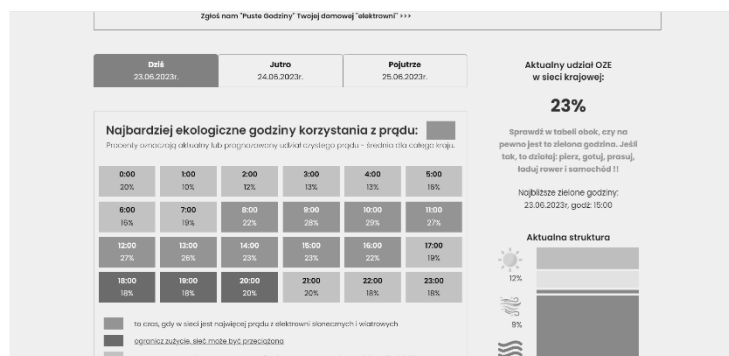 Zgłoś nam "Puste Godziny" Twojej domowej "elektrowni" >>>
Dziś
23.06.2023r.
Jutro
24.06.2023r.
Pojutrze
25.06.2023r.
Najbardziej ekologiczne godziny korzystania z prądu:
Procenty oznaczają aktualny lub prognozowany udział czystego prądu - średnia dla całego kraju.
0:00 1:00 2:00 3:00 4:00 5:00
20% 10% 12% 13% 13% 16%
6:00 7:00 8:00 9:00 10:00 11:00
16% 19% 22% 28% 29% 27%
12:00 13:00 14:00 15:00 16:00 17:00
27% 26% 23% 23% 22% 19%
18:00 19:00 20:00 21:00 22:00 23:00
18% 18% 20% 20% 18% 18%
to czas, gdy w sieci jest najwięcej prądu z elektrowni słonecznych i wiatrowych
ogranicz zużycie, sieć może być przeciążona
Aktualny udział OZE
w sieci krajowej:
23%
Sprawdź w tabeli obok, czy na
pewno jest to zielona godzina. Jeśli
tak, to działaj: pierz, gotuj, prasuj,
ładuj rower i samochód !!
Najbliższe zielone godziny:
23.06.2023r, godź: 15:00
Aktualna struktura
12%
9%